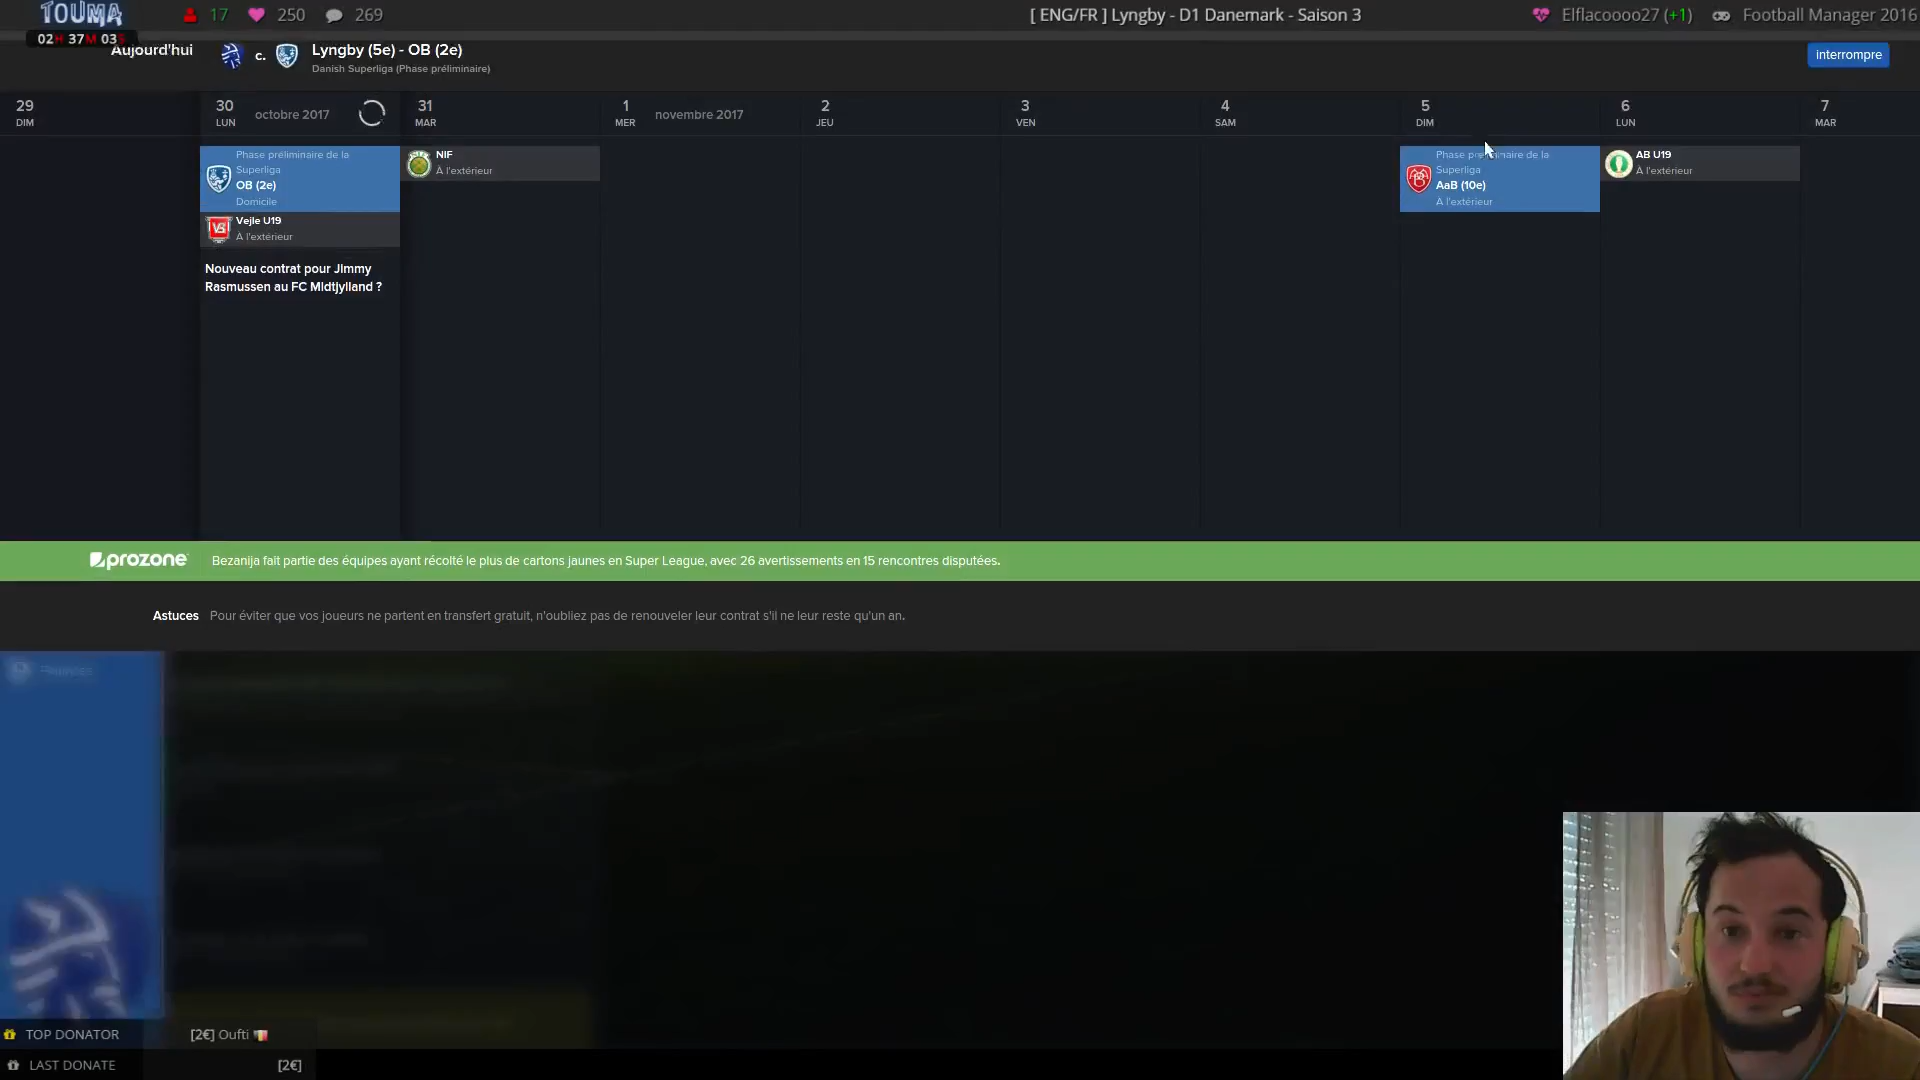 TOUMA
17
250
269
[ ENG/FR ] Lyngby - D1 Danemark - Saison 3
Elflacoooo27 (+1)
Football Manager 2016
02H 37M 03S
Aujourd'hui
c.
Lyngby (5e) - OB (2e)
Danish Superliga (Phase préliminaire)
interrompre
29
DIM
30
LUN
octobre 2017
31
MAR
1
MER
novembre 2017
2
JEU
3
VEN
4
SAM
5
DIM
6
LUN
7
MAR
Phase préliminaire de la
Superliga
OB (2e)
Domicile
Vejle U19
À l'extérieur
Nouveau contrat pour Jimmy
Rasmussen au FC Midtjylland ?
NIF
À l'extérieur
Phase préliminaire de la
Superliga
AaB (10e)
À l'extérieur
AB U19
À l'extérieur
prozone
Bezanija fait partie des équipes ayant récolté le plus de cartons jaunes en Super League, avec 26 avertissements en 15 rencontres disputées.
Astuces
Pour éviter que vos joueurs ne partent en transfert gratuit, n'oubliez pas de renouveler leur contrat s'il ne leur reste qu'un an.
TOP DONATOR
[2€] Oufti
LAST DONATE
[2€]